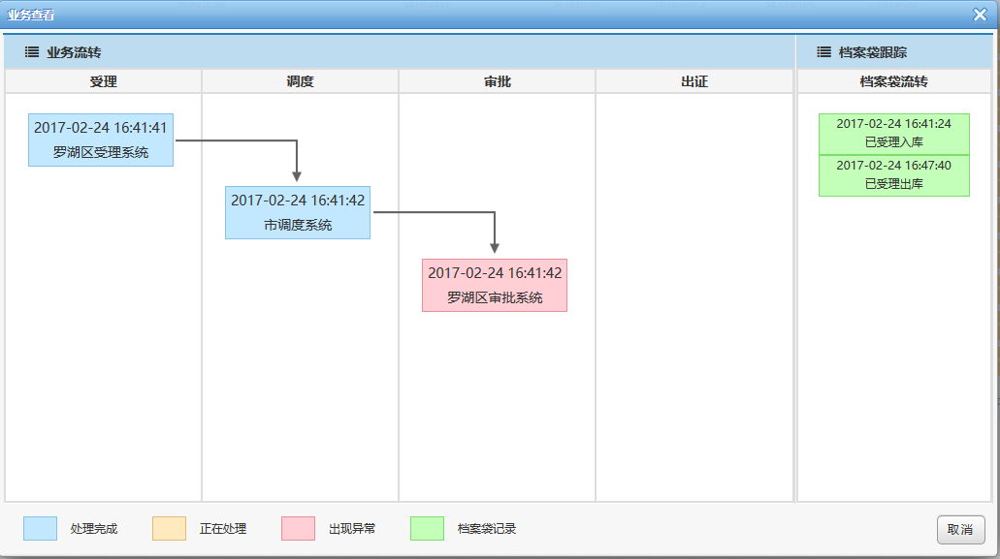 业务查看
业务流转
档案袋跟踪
受理
调度
审批
出证
档案袋流转
2017-02-24 16:41:41
罗湖区受理系统
2017-02-24 16:41:42
市调度系统
2017-02-24 16:41:42
罗湖区审批系统
2017-02-24 16:41:24
已受理入库
2017-02-24 16:47:40
已受理出库
处理完成
正在处理
出现异常
档案袋记录
取消